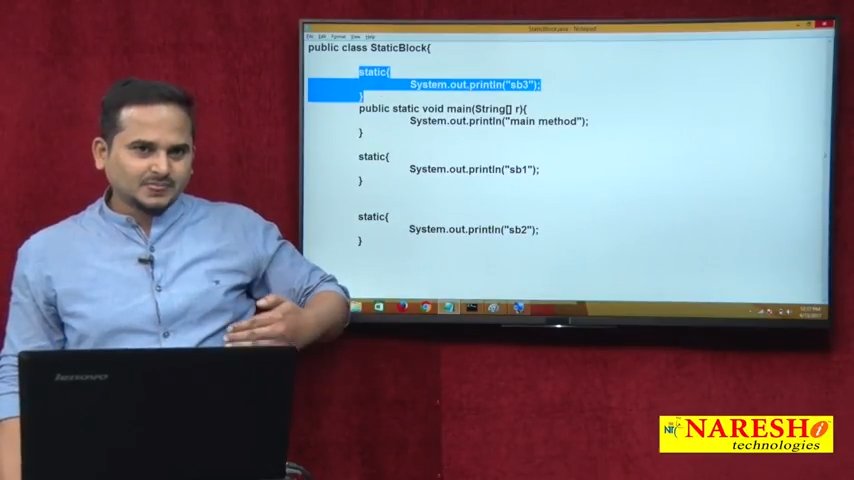 StaticBlock.java - Notepad
File Edit Format View Help
public class StaticBlock{
static{
System.out.println("sb3");
}
public static void main(String[] r){
System.out.println("main method");
}
static{
System.out.println("sb1");
}
static{
System.out.println("sb2");
}
lenovo
NARESH i
technologies